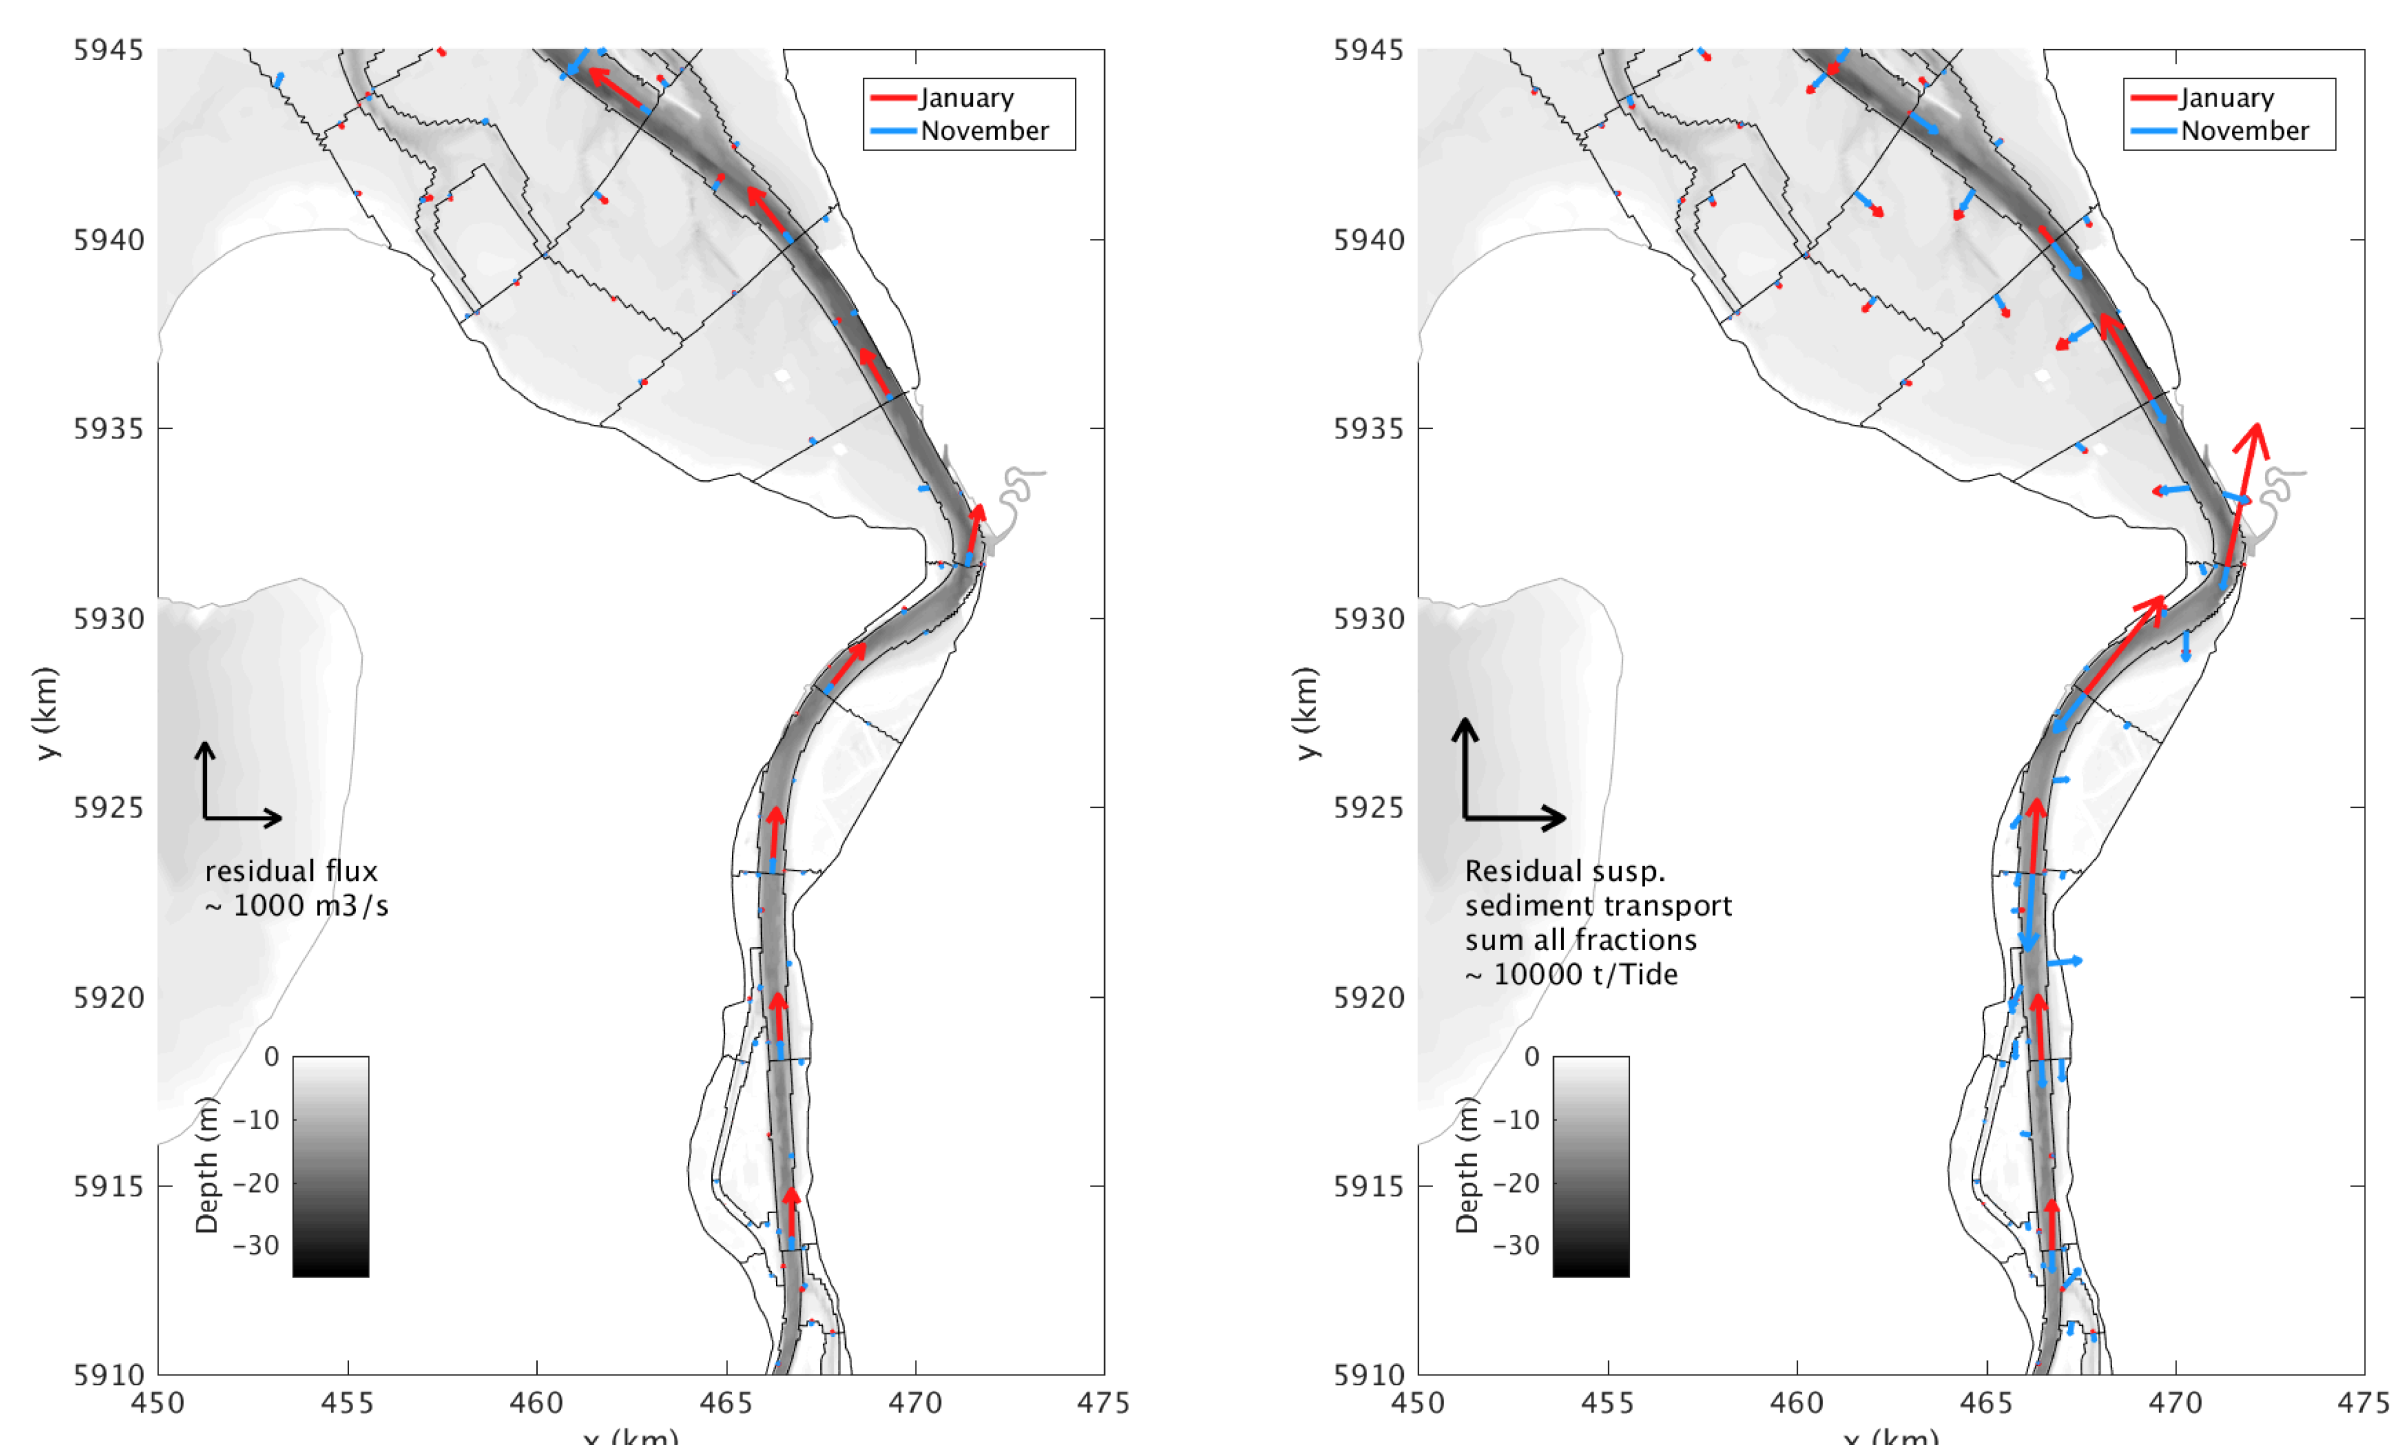 5945
5940
5935
5930
5925
5920
5915
5910
y (km)
450
455
460
465
470
475
x (km)
January
November
residual flux
~ 1000 m3/s
0
−10
−20
−30
Depth (m)
5945
5940
5935
5930
5925
5920
5915
5910
y (km)
450
455
460
465
470
475
x (km)
January
November
Residual susp.
sediment transport
sum all fractions
~ 10000 t/Tide
0
−10
−20
−30
Depth (m)